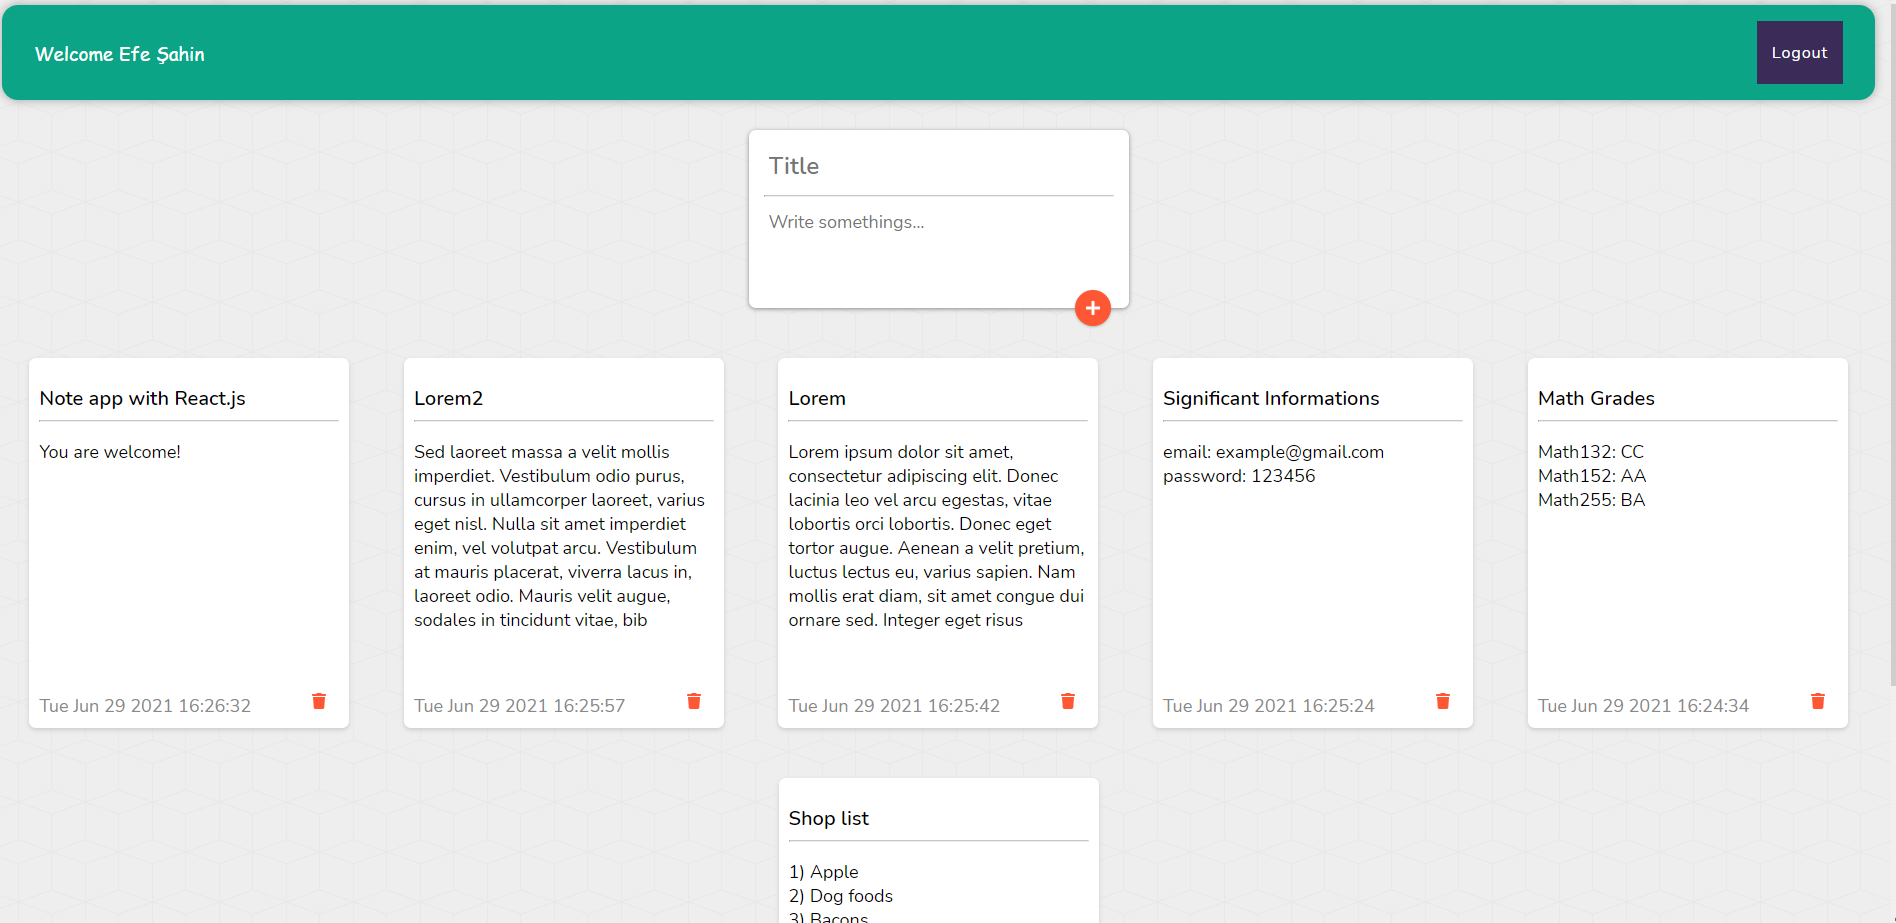 Welcome Efe Şahin
Logout
Title
Write somethings...
Note app with React.js
You are welcome!
Tue Jun 29 2021 16:26:32
Lorem2
Sed laoreet massa a velit mollis
imperdiet. Vestibulum odio purus,
cursus in ullamcorper laoreet, varius
eget nisl. Nulla sit amet imperdiet
enim, vel volutpat arcu. Vestibulum
at mauris placerat, viverra lacus in,
laoreet odio. Mauris velit augue,
sodales in tincidunt vitae, bib
Tue Jun 29 2021 16:25:57
Lorem
Lorem ipsum dolor sit amet,
consectetur adipiscing elit. Donec
lacinia leo vel arcu egestas, vitae
lobortis orci lobortis. Donec eget
tortor augue. Aenean a velit pretium,
luctus lectus eu, varius sapien. Nam
mollis erat diam, sit amet congue dui
ornare sed. Integer eget risus
Tue Jun 29 2021 16:25:42
Significant Informations
email: example@gmail.com
password: 123456
Tue Jun 29 2021 16:25:24
Math Grades
Math132: CC
Math152: AA
Math255: BA
Tue Jun 29 2021 16:24:34
Shop list
1) Apple
2) Dog foods
3) Bacons